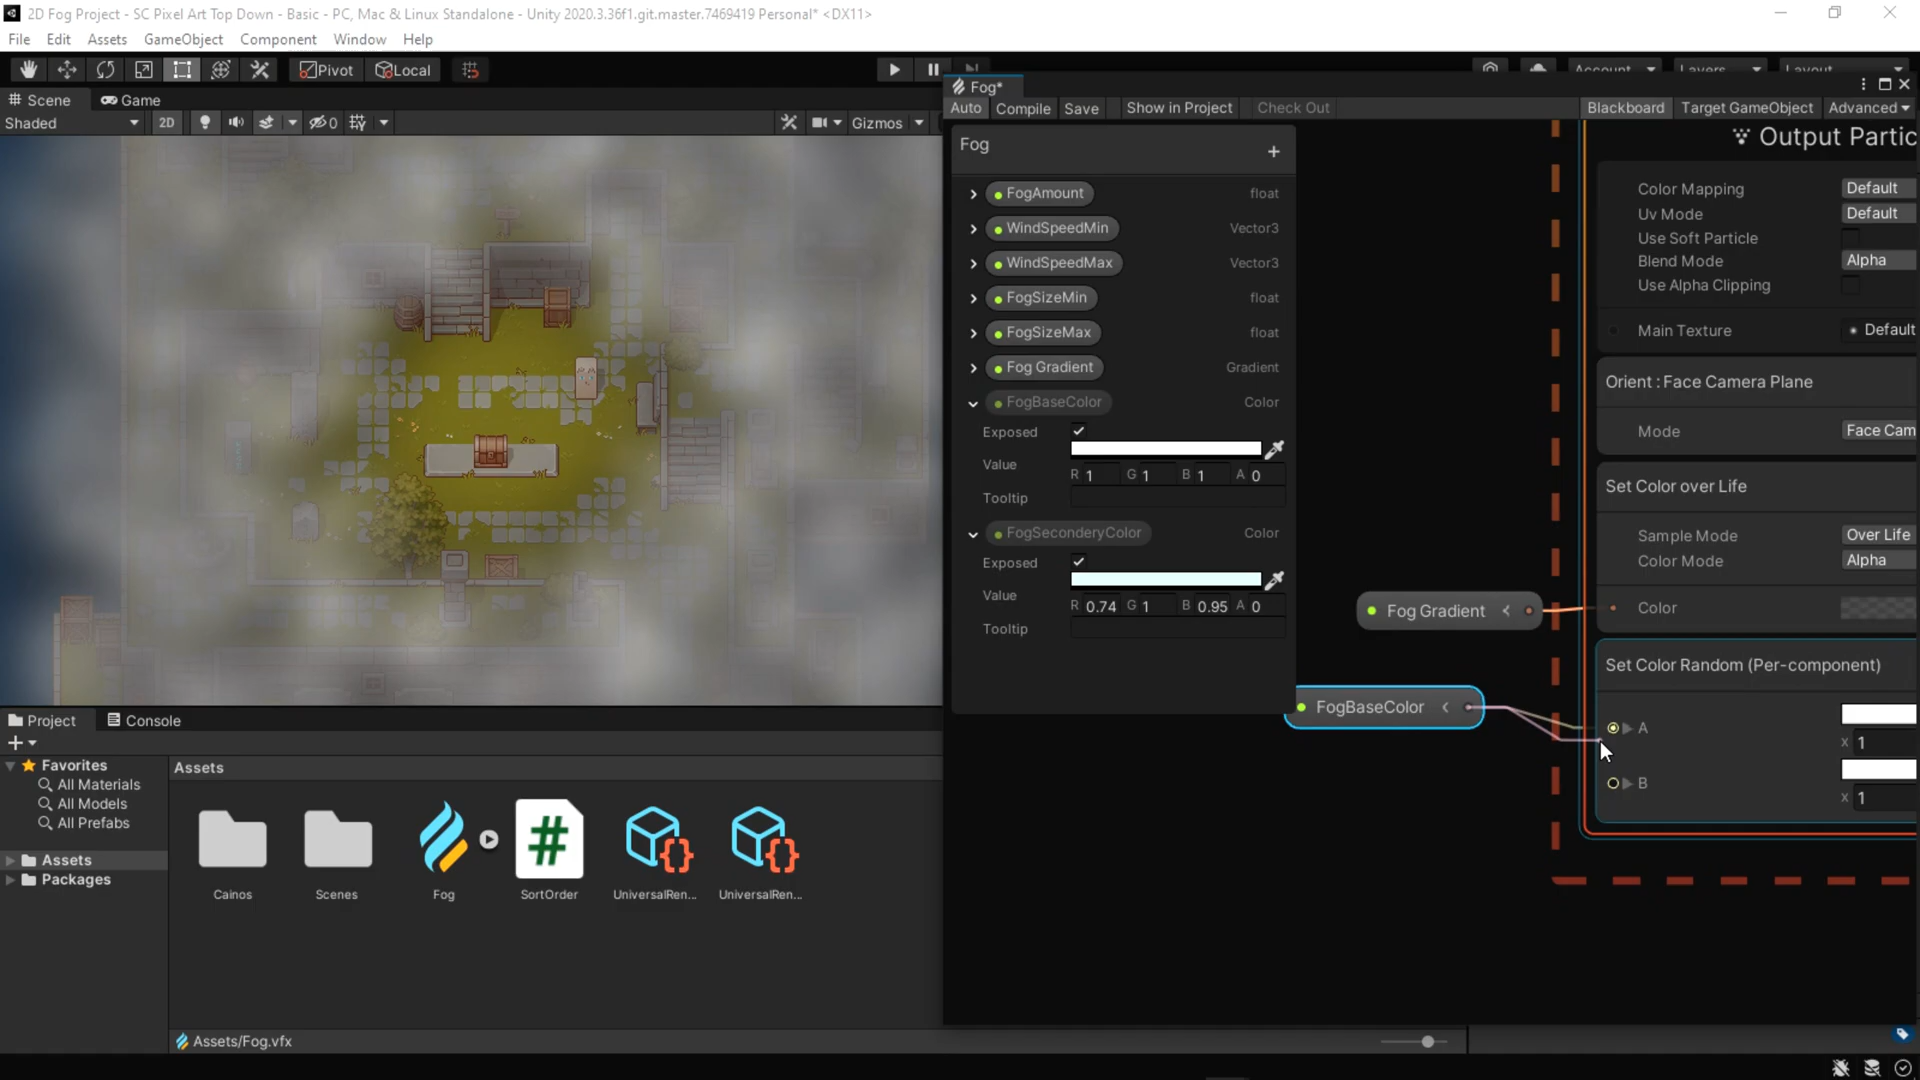 2D Fog Project - SC Pixel Art Top Down - Basic - PC, Mac & Linux Standalone - Unity 2020.3.36f1.git.master.7469419 Personal* <DX11>
File Edit Assets GameObject Component Window Help
Pivot Local
Account Layers Layout
Scene Game
Fog*
Shaded 2D 0 Gizmos
Auto Compile Save Show in Project Check Out Blackboard Target GameObject Advanced
Fog
+
FogAmount float
WindSpeedMin Vector3
WindSpeedMax Vector3
FogSizeMin float
FogSizeMax float
Fog Gradient Gradient
FogBaseColor Color
Exposed
Value
R 1 G 1 B 1 A 0
Tooltip
FogSeconderyColor Color
Exposed
Value
R 0.74 G 1 B 0.95 A 0
Tooltip
Output Partic
Color Mapping Default
Uv Mode Default
Use Soft Particle
Blend Mode Alpha
Use Alpha Clipping
Main Texture Default
Orient : Face Camera Plane
Mode Face Cam
Set Color over Life
Sample Mode Over Life
Color Mode Alpha
Fog Gradient
Color
Set Color Random (Per-component)
FogBaseColor
A
x 1
B
x 1
Project Console
Favorites
All Materials
All Models
All Prefabs
Assets
Packages
Assets
Cainos
Scenes
Fog
SortOrder
UniversalRen...
UniversalRen...
Assets/Fog.vfx